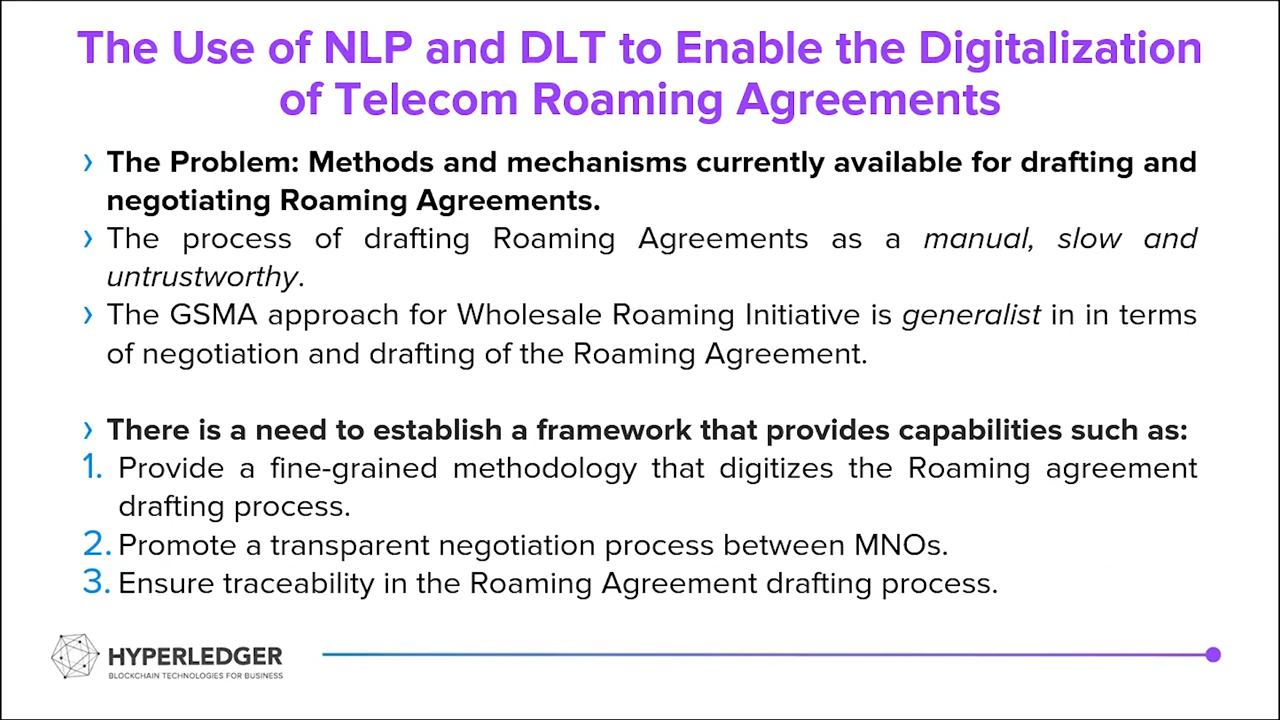 The Use of NLP and DLT to Enable the Digitalization
of Telecom Roaming Agreements
› The Problem: Methods and mechanisms currently available for drafting and
negotiating Roaming Agreements.
› The process of drafting Roaming Agreements as a manual, slow and
untrustworthy.
› The GSMA approach for Wholesale Roaming Initiative is generalist in in terms
of negotiation and drafting of the Roaming Agreement.
› There is a need to establish a framework that provides capabilities such as:
1. Provide a fine-grained methodology that digitizes the Roaming agreement
drafting process.
2. Promote a transparent negotiation process between MNOs.
3. Ensure traceability in the Roaming Agreement drafting process.
HYPERLEDGER
BLOCKCHAIN TECHNOLOGIES FOR BUSINESS